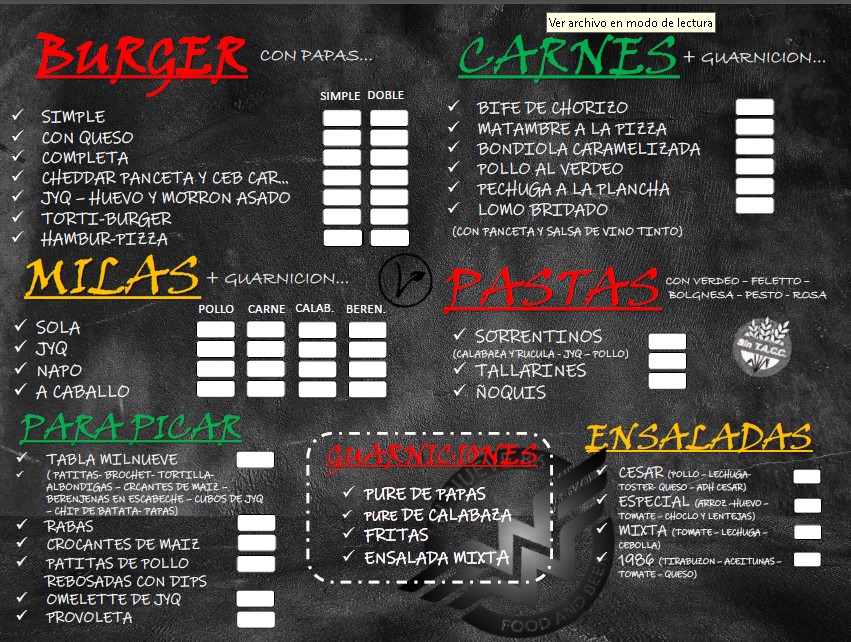 Ver archivo en modo de lectura
BURGER CON PAPAS...
SIMPLE DOBLE
SIMPLE
CON QUESO
COMPLETA
CHEDDAR PANCETA Y CEB CAR...
JYQ – HUEVO Y MORRON ASADO
TORTI-BURGER
HAMBUR-PIZZA
CARNES + GUARNICION...
BIFE DE CHORIZO
MATAMBRE A LA PIZZA
BONDIOLA CARAMELIZADA
POLLO AL VERDEO
PECHUGA A LA PLANCHA
LOMO BRIDADO
(CON PANCETA Y SALSA DE VINO TINTO)
MILAS + GUARNICION...
POLLO CARNE CALAB. BEREN.
SOLA
JYQ
NAPO
A CABALLO
V
PASTAS CON VERDEO – FELETTO –
BOLGNESA – PESTO – ROSA
SORRENTINOS
(CALABAZA Y RUCULA - JYQ – POLLO)
TALLARINES
ÑOQUIS
Sin T.A.C.C.
PARA PICAR
TABLA MILNUEVE
( PATITAS- BROCHET- TORTILLA-
ALBONDIGAS – CRCANTES DE MAIZ –
BERENJENAS EN ESCABECHE – CUBOS DE JYQ
– CHIP DE BATATA- PAPAS)
RABAS
CROCANTES DE MAIZ
PATITAS DE POLLO
REBOSADAS CON DIPS
OMELETTE DE JYQ
PROVOLETA
GUARNICIONES
PURE DE PAPAS
PURE DE CALABAZA
FRITAS
ENSALADA MIXTA
FOOD AND B
ENSALADAS
CESAR (POLLO – LECHUGA-
TOSTER- QUESO – ADH CESAR)
ESPECIAL (ARROZ –HUEVO –
TOMATE – CHOCLO Y LENTEJAS)
MIXTA (TOMATE – LECHUGA –
CEBOLLA)
1986 (TIRABUZON – ACEITUNAS –
TOMATE - QUESO)